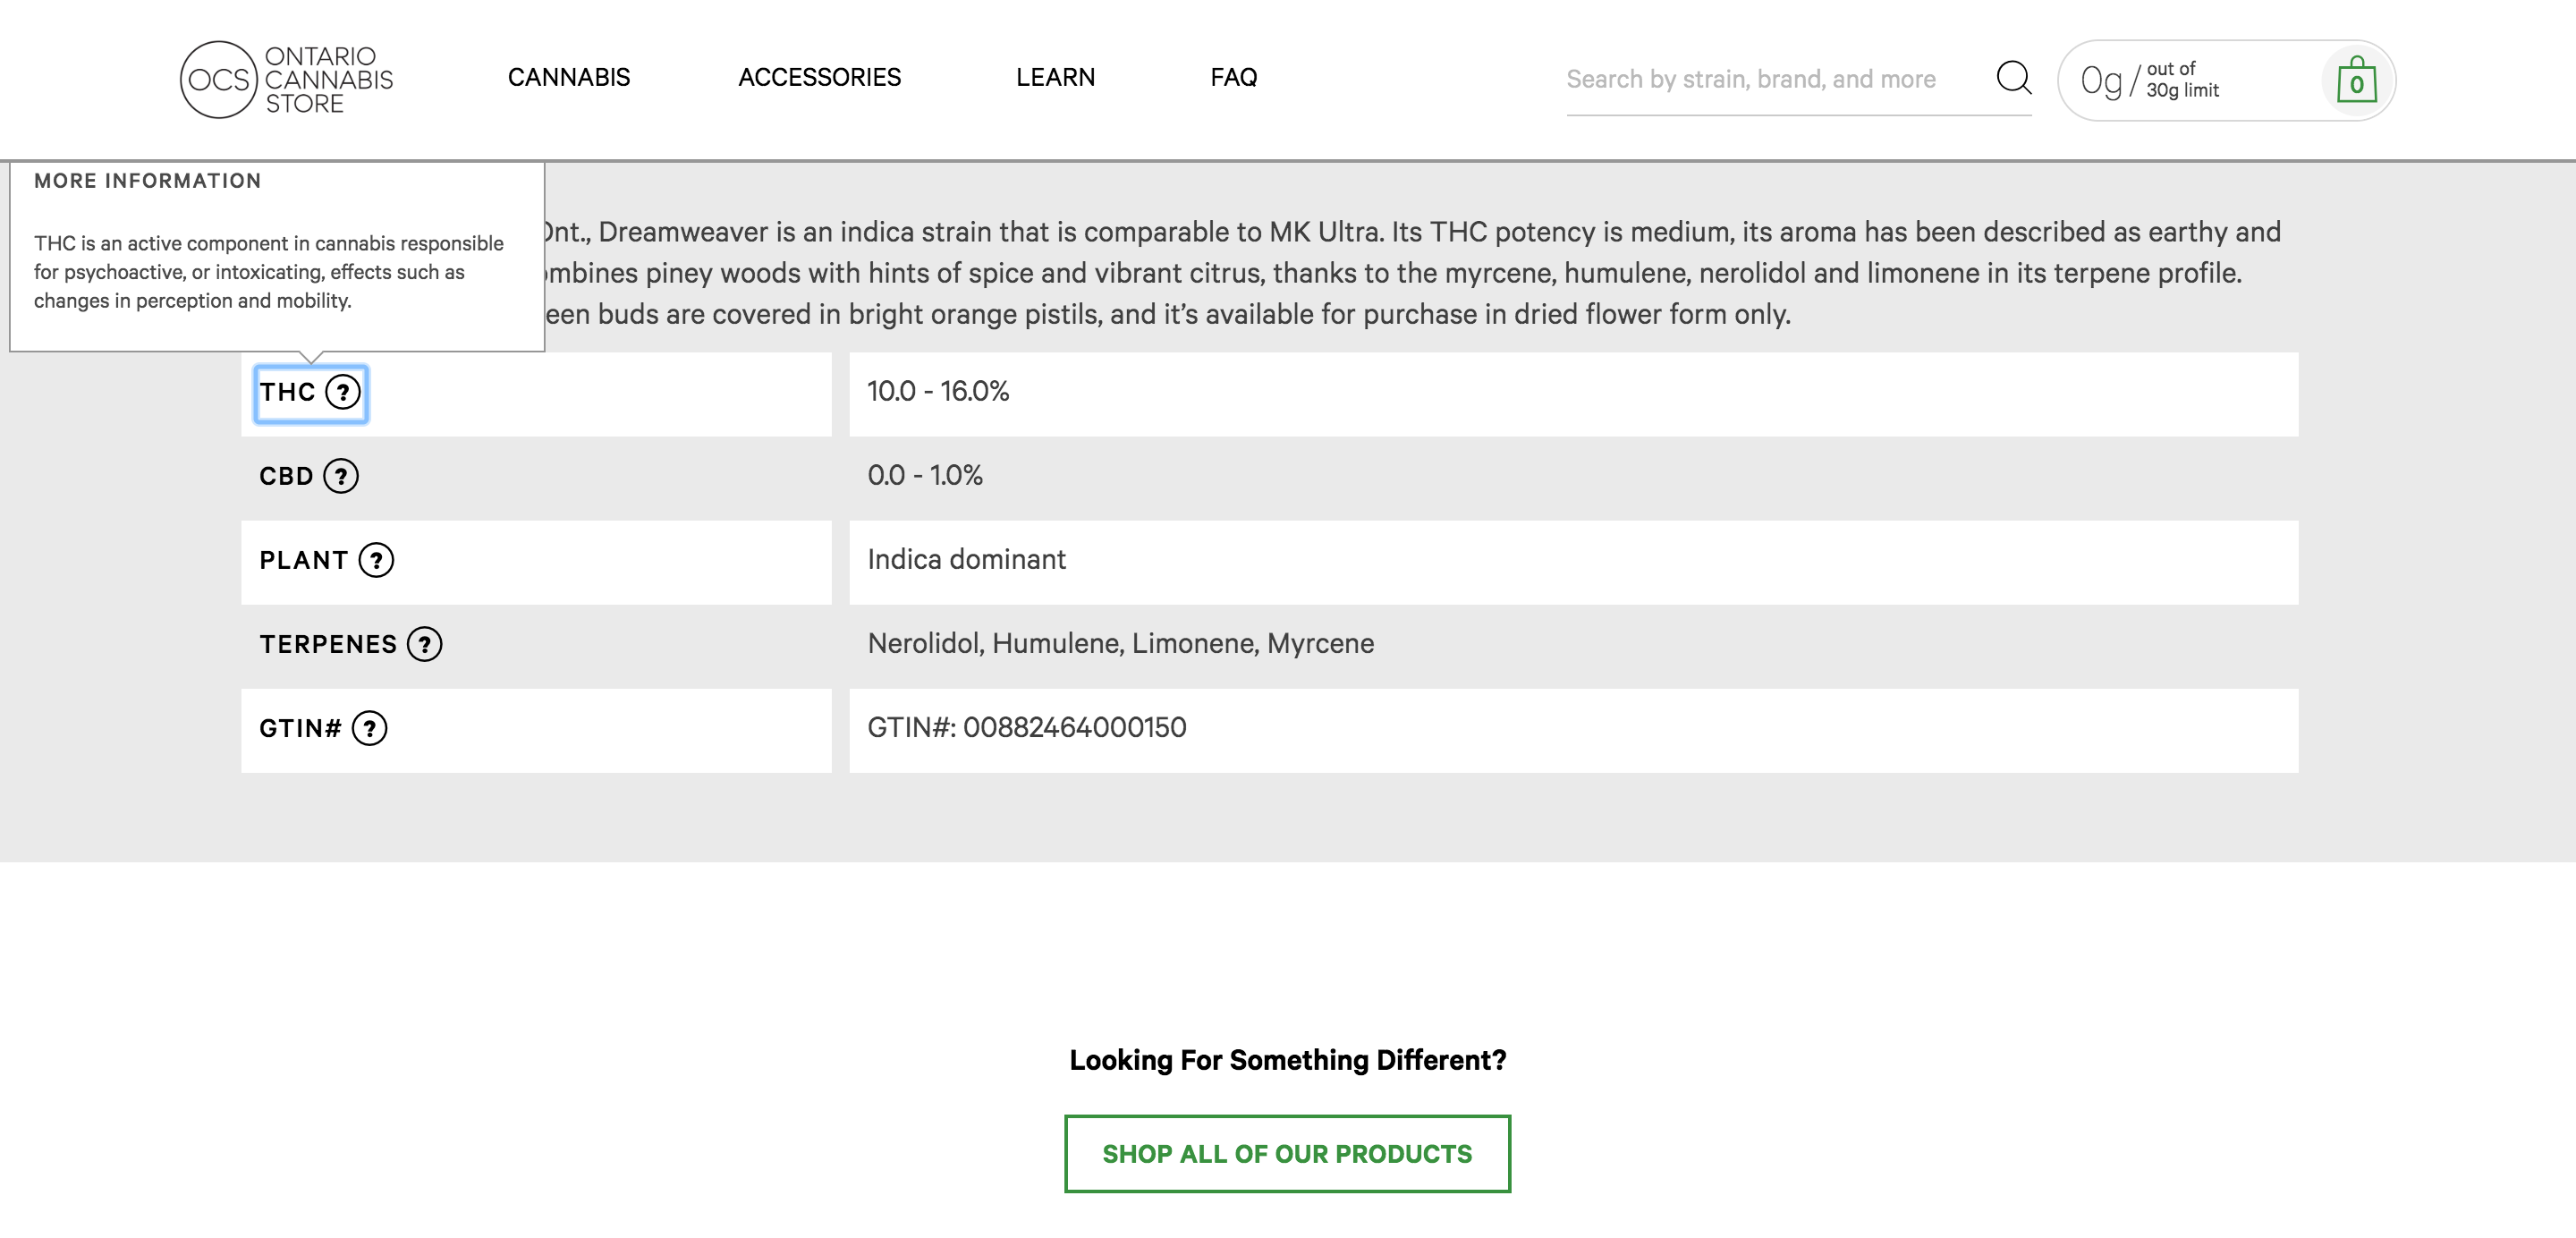 OCS
ONTARIO
CANNABIS
STORE
CANNABIS
ACCESSORIES
LEARN
FAQ
Search by strain, brand, and more
0g/
out of
30g limit
0
MORE INFORMATION
THC is an active component in cannabis responsible
for psychoactive, or intoxicating, effects such as
changes in perception and mobility.
Ont., Dreamweaver is an indica strain that is comparable to MK Ultra. Its THC potency is medium, its aroma has been described as earthy and
piney woods with hints of spice and vibrant citrus, thanks to the myrcene, humulene, nerolidol and limonene in its terpene profile.
buds are covered in bright orange pistils, and it’s available for purchase in dried flower form only.
THC ?
10.0 - 16.0%
CBD ?
0.0 - 1.0%
PLANT ?
Indica dominant
TERPENES ?
Nerolidol, Humulene, Limonene, Myrcene
GTIN# ?
GTIN#: 00882464000150
Looking For Something Different?
SHOP ALL OF OUR PRODUCTS